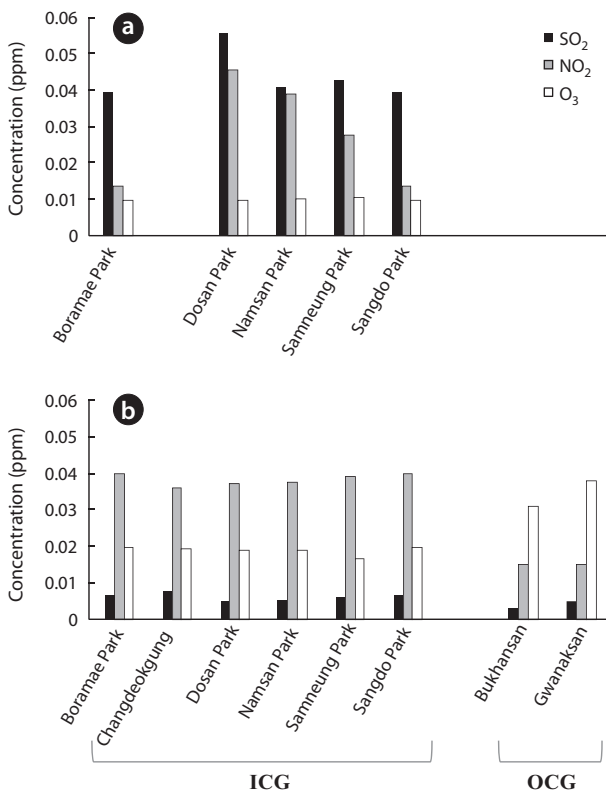 a
Concentration (ppm)
0.06
0.05
0.04
0.03
0.02
0.01
0
SO2
NO2
O3
Boramae Park
Dosan Park
Namsan Park
Samneung Park
Sangdo Park
b
Concentration (ppm)
0.06
0.05
0.04
0.03
0.02
0.01
0
Boramae Park
Changdeokgung
Dosan Park
Namsan Park
Samneung Park
Sangdo Park
Bukhansan
Gwanaksan
ICG
OCG